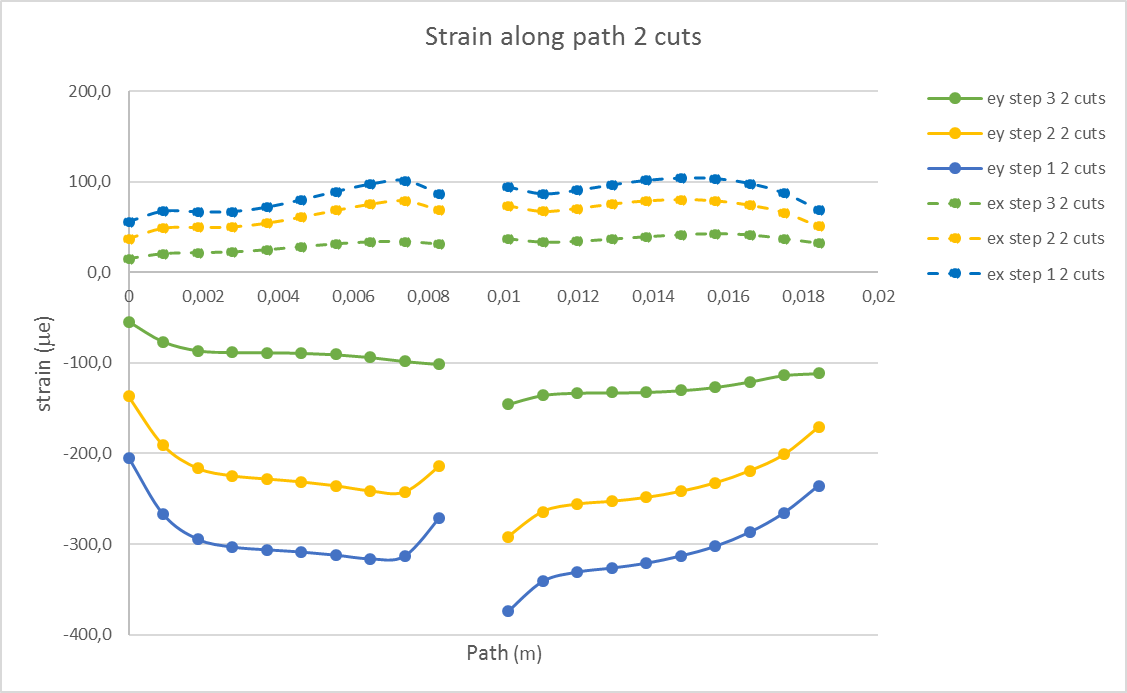 Strain along path 2 cuts
200,0
100,0
0,0
-100,0
-200,0
-300,0
-400,0
0
0,002
0,004
0,006
0,008
0,01
0,012
0,014
0,016
0,018
0,02
strain (µe)
Path (m)
ey step 3 2 cuts
ey step 2 2 cuts
ey step 1 2 cuts
ex step 3 2 cuts
ex step 2 2 cuts
ex step 1 2 cuts